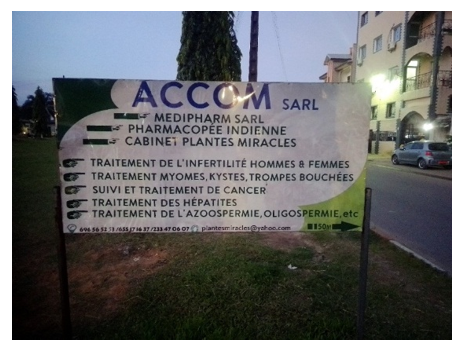 ACCOM SARL
MEDIPHARM SARL
PHARMACOPÉE INDIENNE
CABINET PLANTES MIRACLES
TRAITEMENT DE L'INFERTILITÉ HOMMES & FEMMES
TRAITEMENT MYOMES,KYSTES,TROMPES BOUCHÉES
SUIVI ET TRAITEMENT DE CANCER
TRAITEMENT DES HÉPATITES
TRAITEMENT DE L'AZOOSPERMIE,OLIGOSPERMIE,etc
plantesmiracles@yahoo.com